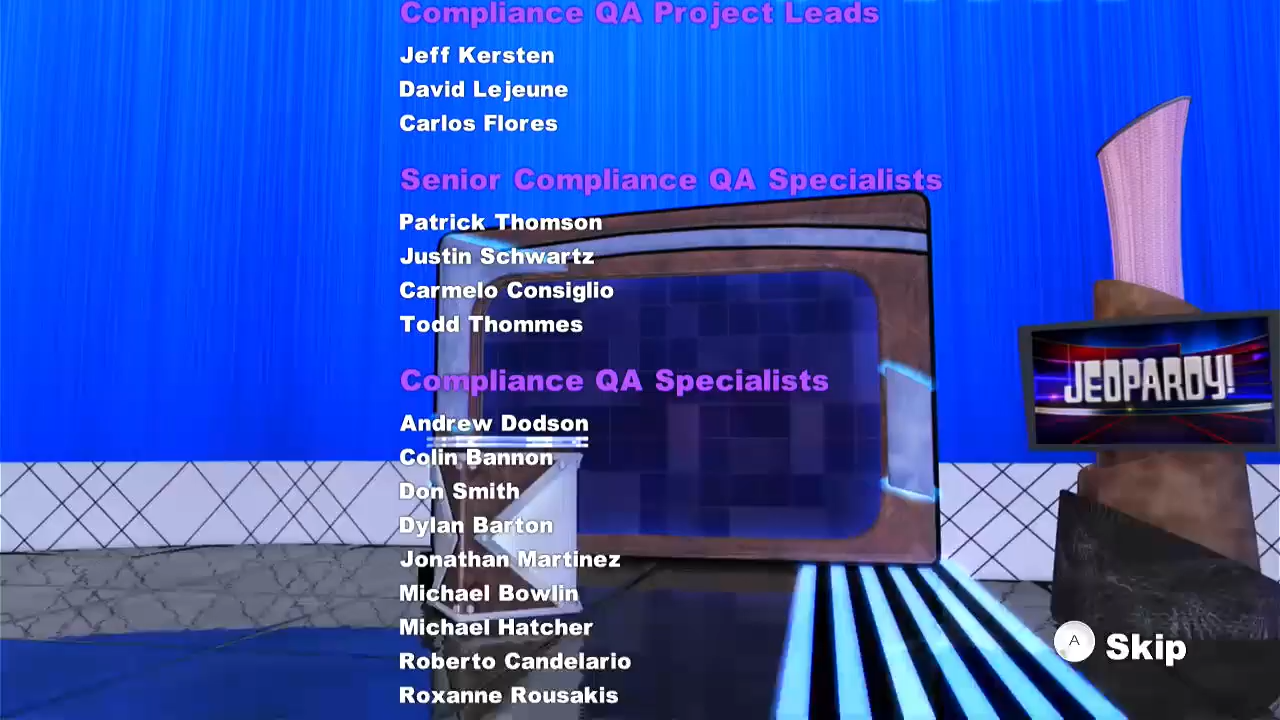 Compliance QA Project Leads
Jeff Kersten
David Lejeune
Carlos Flores
Senior Compliance QA Specialists
Patrick Thomson
Justin Schwartz
Carmelo Consiglio
Todd Thommes
Compliance QA Specialists
JEOPARDY!
Andrew Dodson
Colin Bannon
Don Smith
Dylan Barton
Jonathan Martinez
Michael Bowlin
Michael Hatcher
A Skip
Roberto Candelario
Roxanne Rousakis